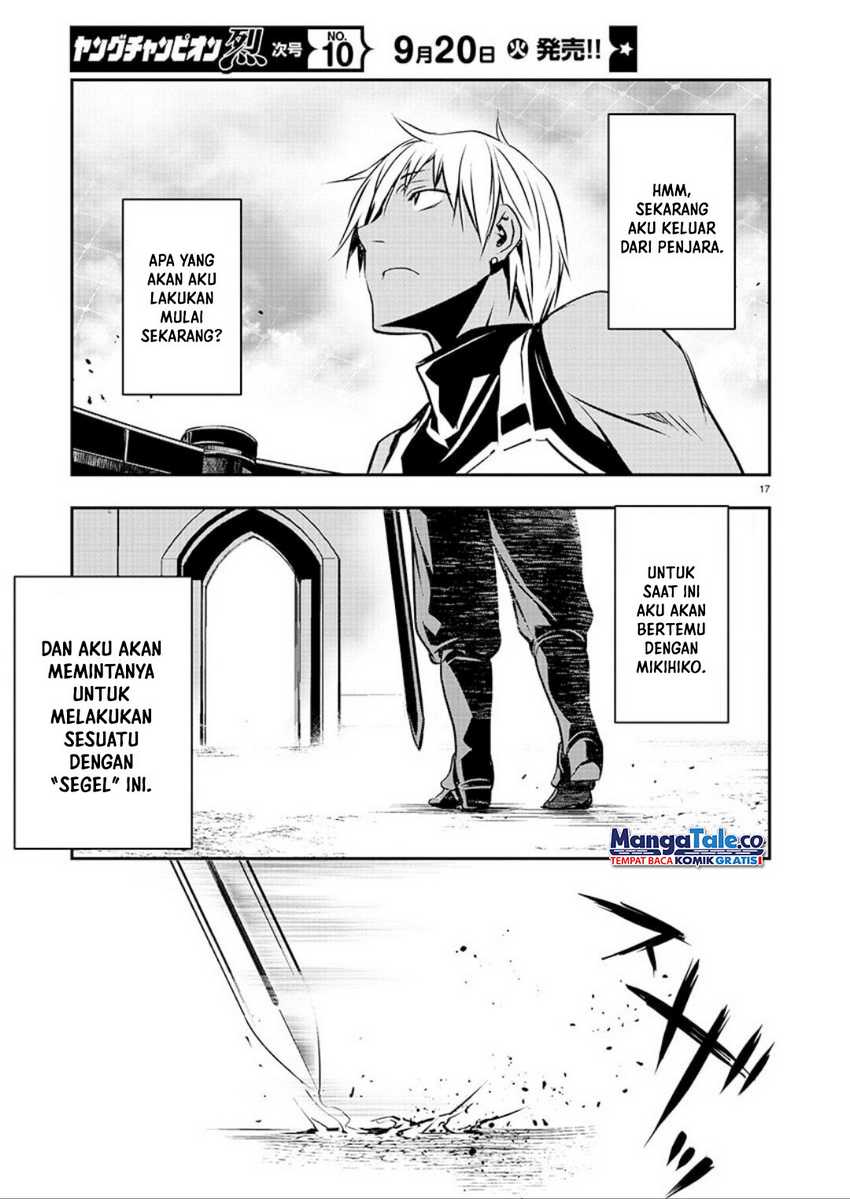 ヤングチャンピオン烈 次号 NO. 10 9月20日 火 発売!!
HMM,
SEKARANG
AKU KELUAR
DARI PENJARA.
APA YANG
AKAN AKU
LAKUKAN
MULAI
SEKARANG?
17
UNTUK
SAAT INI
AKU AKAN
BERTEMU
DENGAN
MIKIHIKO.
DAN AKU AKAN
MEMINTANYA
UNTUK
MELAKUKAN
SESUATU
DENGAN
"SEGEL" INI.
MangaTale.co
TEMPAT BACA KOMIK GRATIS!
ズザッ